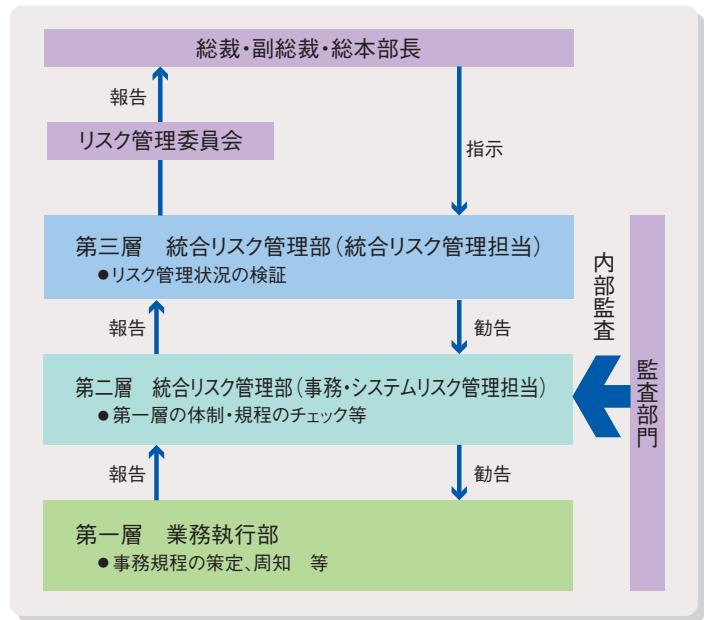 総裁・副総裁・総本部長
報告
リスク管理委員会
指示
第三層　統合リスク管理部（統合リスク管理担当）
●リスク管理状況の検証
内部監査
報告
勧告
第二層　統合リスク管理部（事務・システムリスク管理担当）
●第一層の体制・規程のチェック等
監査部門
報告
勧告
第一層　業務執行部
●事務規程の策定、周知　等